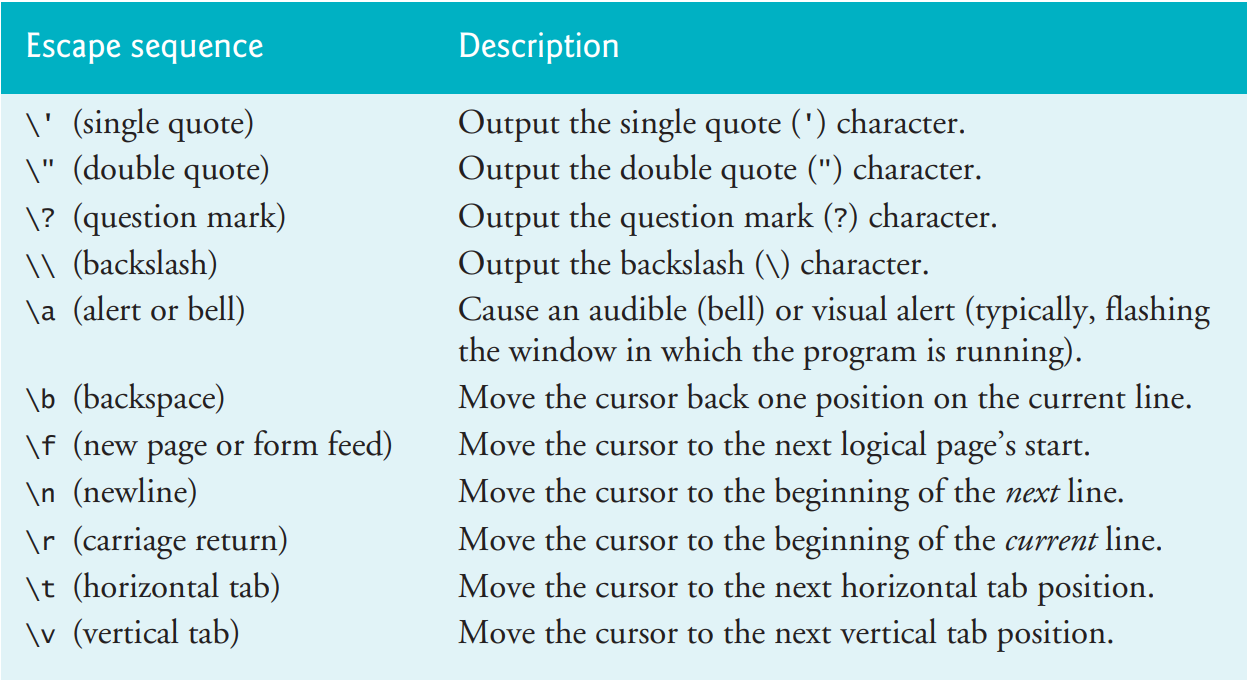 Escape sequence Description
\' (single quote) Output the single quote (') character.
\" (double quote) Output the double quote (") character.
\? (question mark) Output the question mark (?) character.
\\ (backslash) Output the backslash (\) character.
\a (alert or bell) Cause an audible (bell) or visual alert (typically, flashing
the window in which the program is running).
\b (backspace) Move the cursor back one position on the current line.
\f (new page or form feed) Move the cursor to the next logical page’s start.
\n (newline) Move the cursor to the beginning of the next line.
\r (carriage return) Move the cursor to the beginning of the current line.
\t (horizontal tab) Move the cursor to the next horizontal tab position.
\v (vertical tab) Move the cursor to the next vertical tab position.